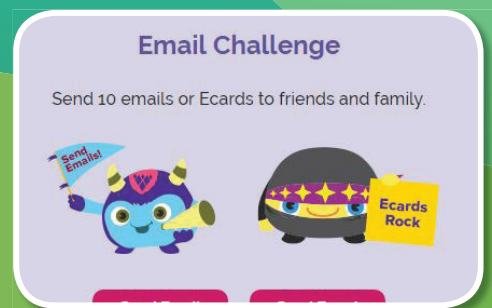 Email Challenge
Send 10 emails or Ecards to friends and family.
Send
Emails!
Ecards
Rock